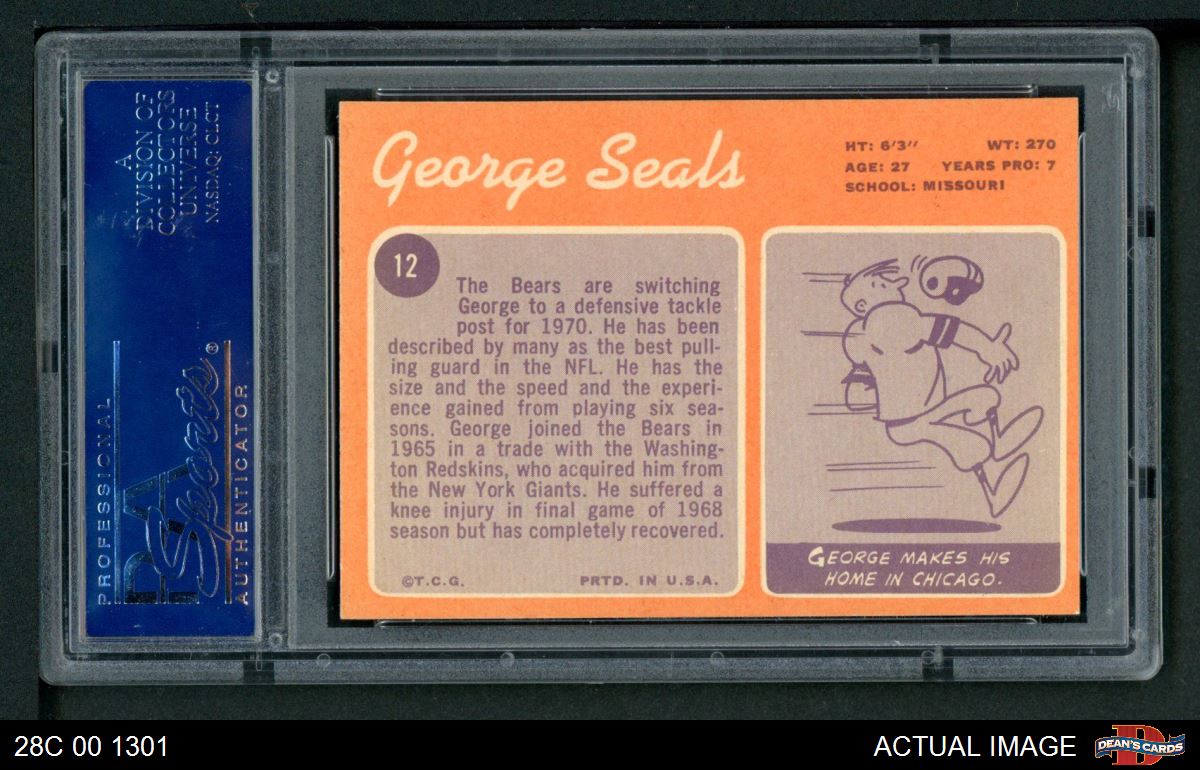 A
DIVISION OF
COLLECTORS
UNIVERSE
NASDAQ: CLCT
PROFESSIONAL
PSA
Sports®
AUTHENTICATOR
George Seals
HT: 6'3"
WT: 270
AGE: 27
YEARS PRO: 7
SCHOOL: MISSOURI
12
The Bears are switching
George to a defensive tackle
post for 1970. He has been
described by many as the best pull-
ing guard in the NFL. He has the
size and the speed and the experi-
ence gained from playing six sea-
sons. George joined the Bears in
1965 in a trade with the Washing-
ton Redskins, who acquired him from
the New York Giants. He suffered a
knee injury in final game of 1968
season but has completely recovered.
©T.C.G.
PRTD. IN U.S.A.
GEORGE MAKES HIS
HOME IN CHICAGO.
28C 00 1301
ACTUAL IMAGE
D
DEAN'S CARDS